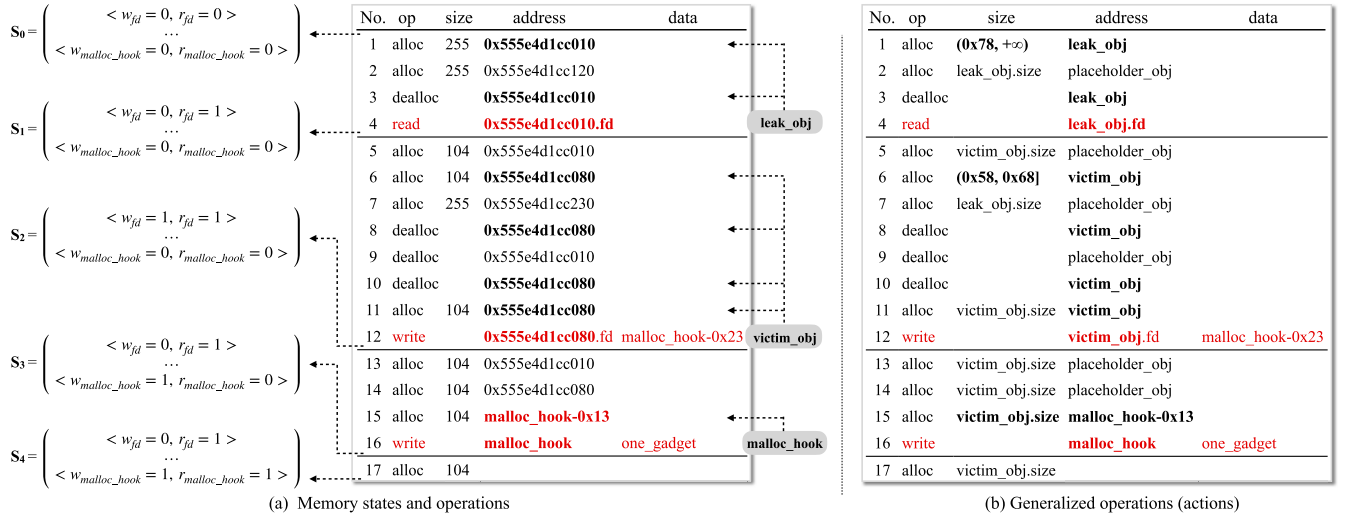 S0 = ( < w_fd = 0, r_fd = 0 >
...
< w_malloc_hook = 0, r_malloc_hook = 0 > )
S1 = ( < w_fd = 0, r_fd = 1 >
...
< w_malloc_hook = 0, r_malloc_hook = 0 > )
S2 = ( < w_fd = 1, r_fd = 1 >
...
< w_malloc_hook = 0, r_malloc_hook = 0 > )
S3 = ( < w_fd = 0, r_fd = 1 >
...
< w_malloc_hook = 1, r_malloc_hook = 0 > )
S4 = ( < w_fd = 0, r_fd = 1 >
...
< w_malloc_hook = 1, r_malloc_hook = 1 > )
No. op size address data
1 alloc 255 0x555e4d1cc010
2 alloc 255 0x555e4d1cc120
3 dealloc 0x555e4d1cc010
4 read 0x555e4d1cc010.fd
5 alloc 104 0x555e4d1cc010
6 alloc 104 0x555e4d1cc080
7 alloc 255 0x555e4d1cc230
8 dealloc 0x555e4d1cc080
9 dealloc 0x555e4d1cc010
10 dealloc 0x555e4d1cc080
11 alloc 104 0x555e4d1cc080
12 write 0x555e4d1cc080.fd malloc_hook-0x23
13 alloc 104 0x555e4d1cc010
14 alloc 104 0x555e4d1cc080
15 alloc 104 malloc_hook-0x13
16 write malloc_hook one_gadget
17 alloc 104
leak_obj
victim_obj
malloc_hook
(a) Memory states and operations
No. op size address data
1 alloc (0x78, +∞) leak_obj
2 alloc leak_obj.size placeholder_obj
3 dealloc leak_obj
4 read leak_obj.fd
5 alloc victim_obj.size placeholder_obj
6 alloc (0x58, 0x68] victim_obj
7 alloc leak_obj.size placeholder_obj
8 dealloc victim_obj
9 dealloc placeholder_obj
10 dealloc victim_obj
11 alloc victim_obj.size victim_obj
12 write victim_obj.fd malloc_hook-0x23
13 alloc victim_obj.size placeholder_obj
14 alloc victim_obj.size placeholder_obj
15 alloc victim_obj.size malloc_hook-0x13
16 write malloc_hook one_gadget
17 alloc victim_obj.size
(b) Generalized operations (actions)